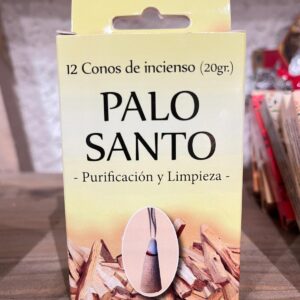 12 Conos de incienso (20gr.)
PALO
SANTO
- Purificación y Limpieza -